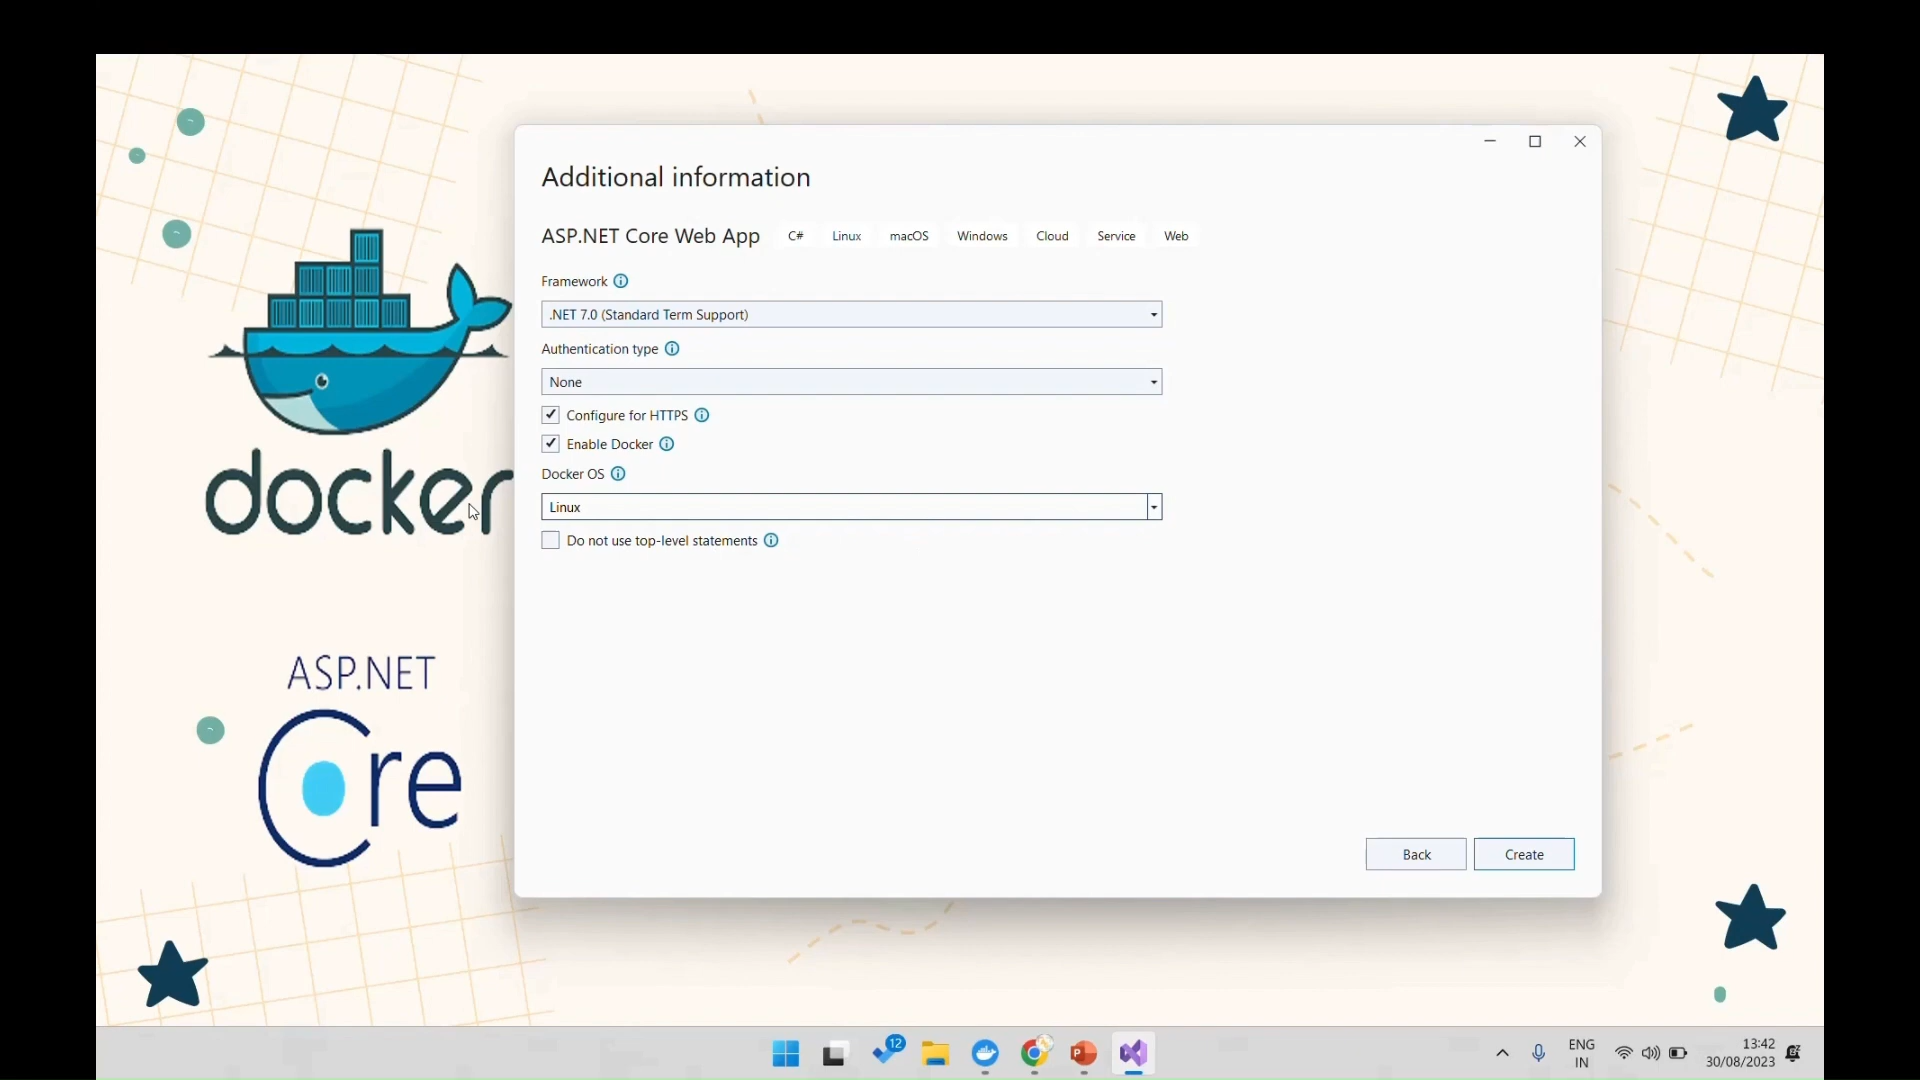 Additional information
ASP.NET Core Web App C# Linux macOS Windows Cloud Service Web
Framework
.NET 7.0 (Standard Term Support)
Authentication type
None
Configure for HTTPS
Enable Docker
Docker OS
Linux
Do not use top-level statements
Back Create
docker
ASP.NET
Core
12
P
ENG
IN
13:42
30/08/2023